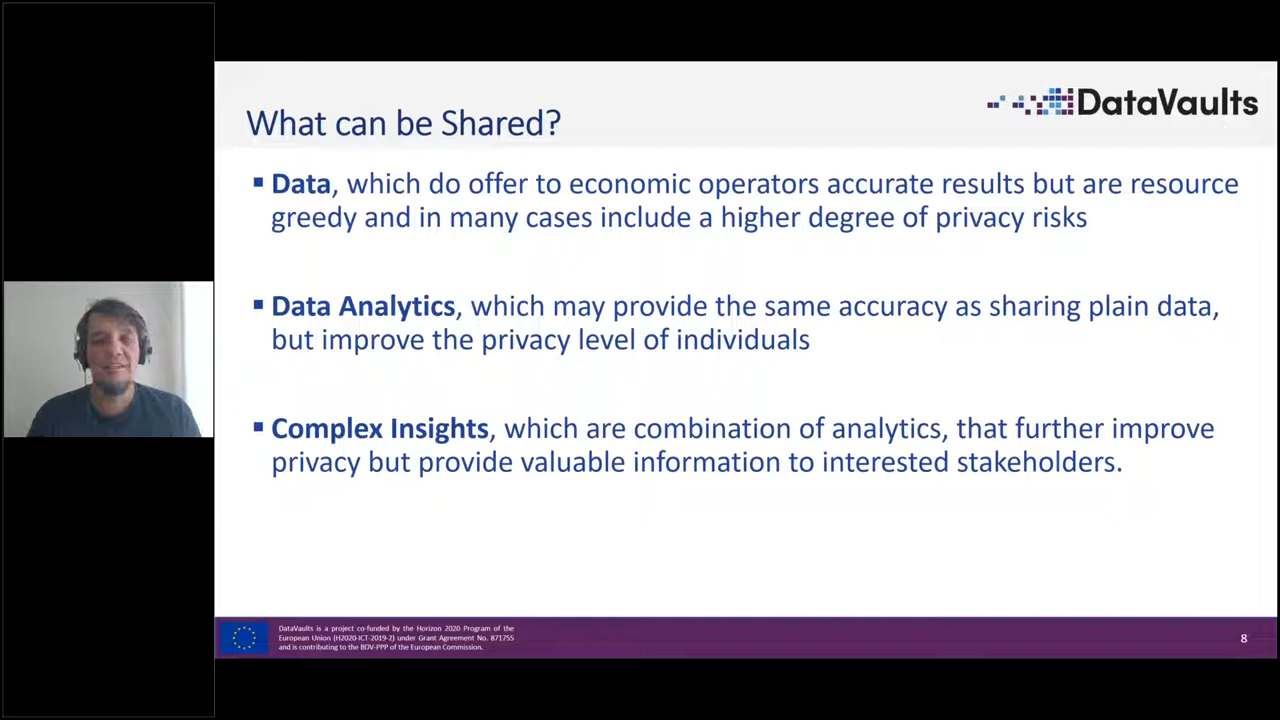 What can be Shared?
DataVaults
▪ Data, which do offer to economic operators accurate results but are resource
greedy and in many cases include a higher degree of privacy risks
▪ Data Analytics, which may provide the same accuracy as sharing plain data,
but improve the privacy level of individuals
▪ Complex Insights, which are combination of analytics, that further improve
privacy but provide valuable information to interested stakeholders.
DataVaults is a project co-funded by the Horizon 2020 Program of the
European Union (H2020-ICT-2019-2) under Grant Agreement No. 871755
and is contributing to the BDV-PPP of the European Commission.
8